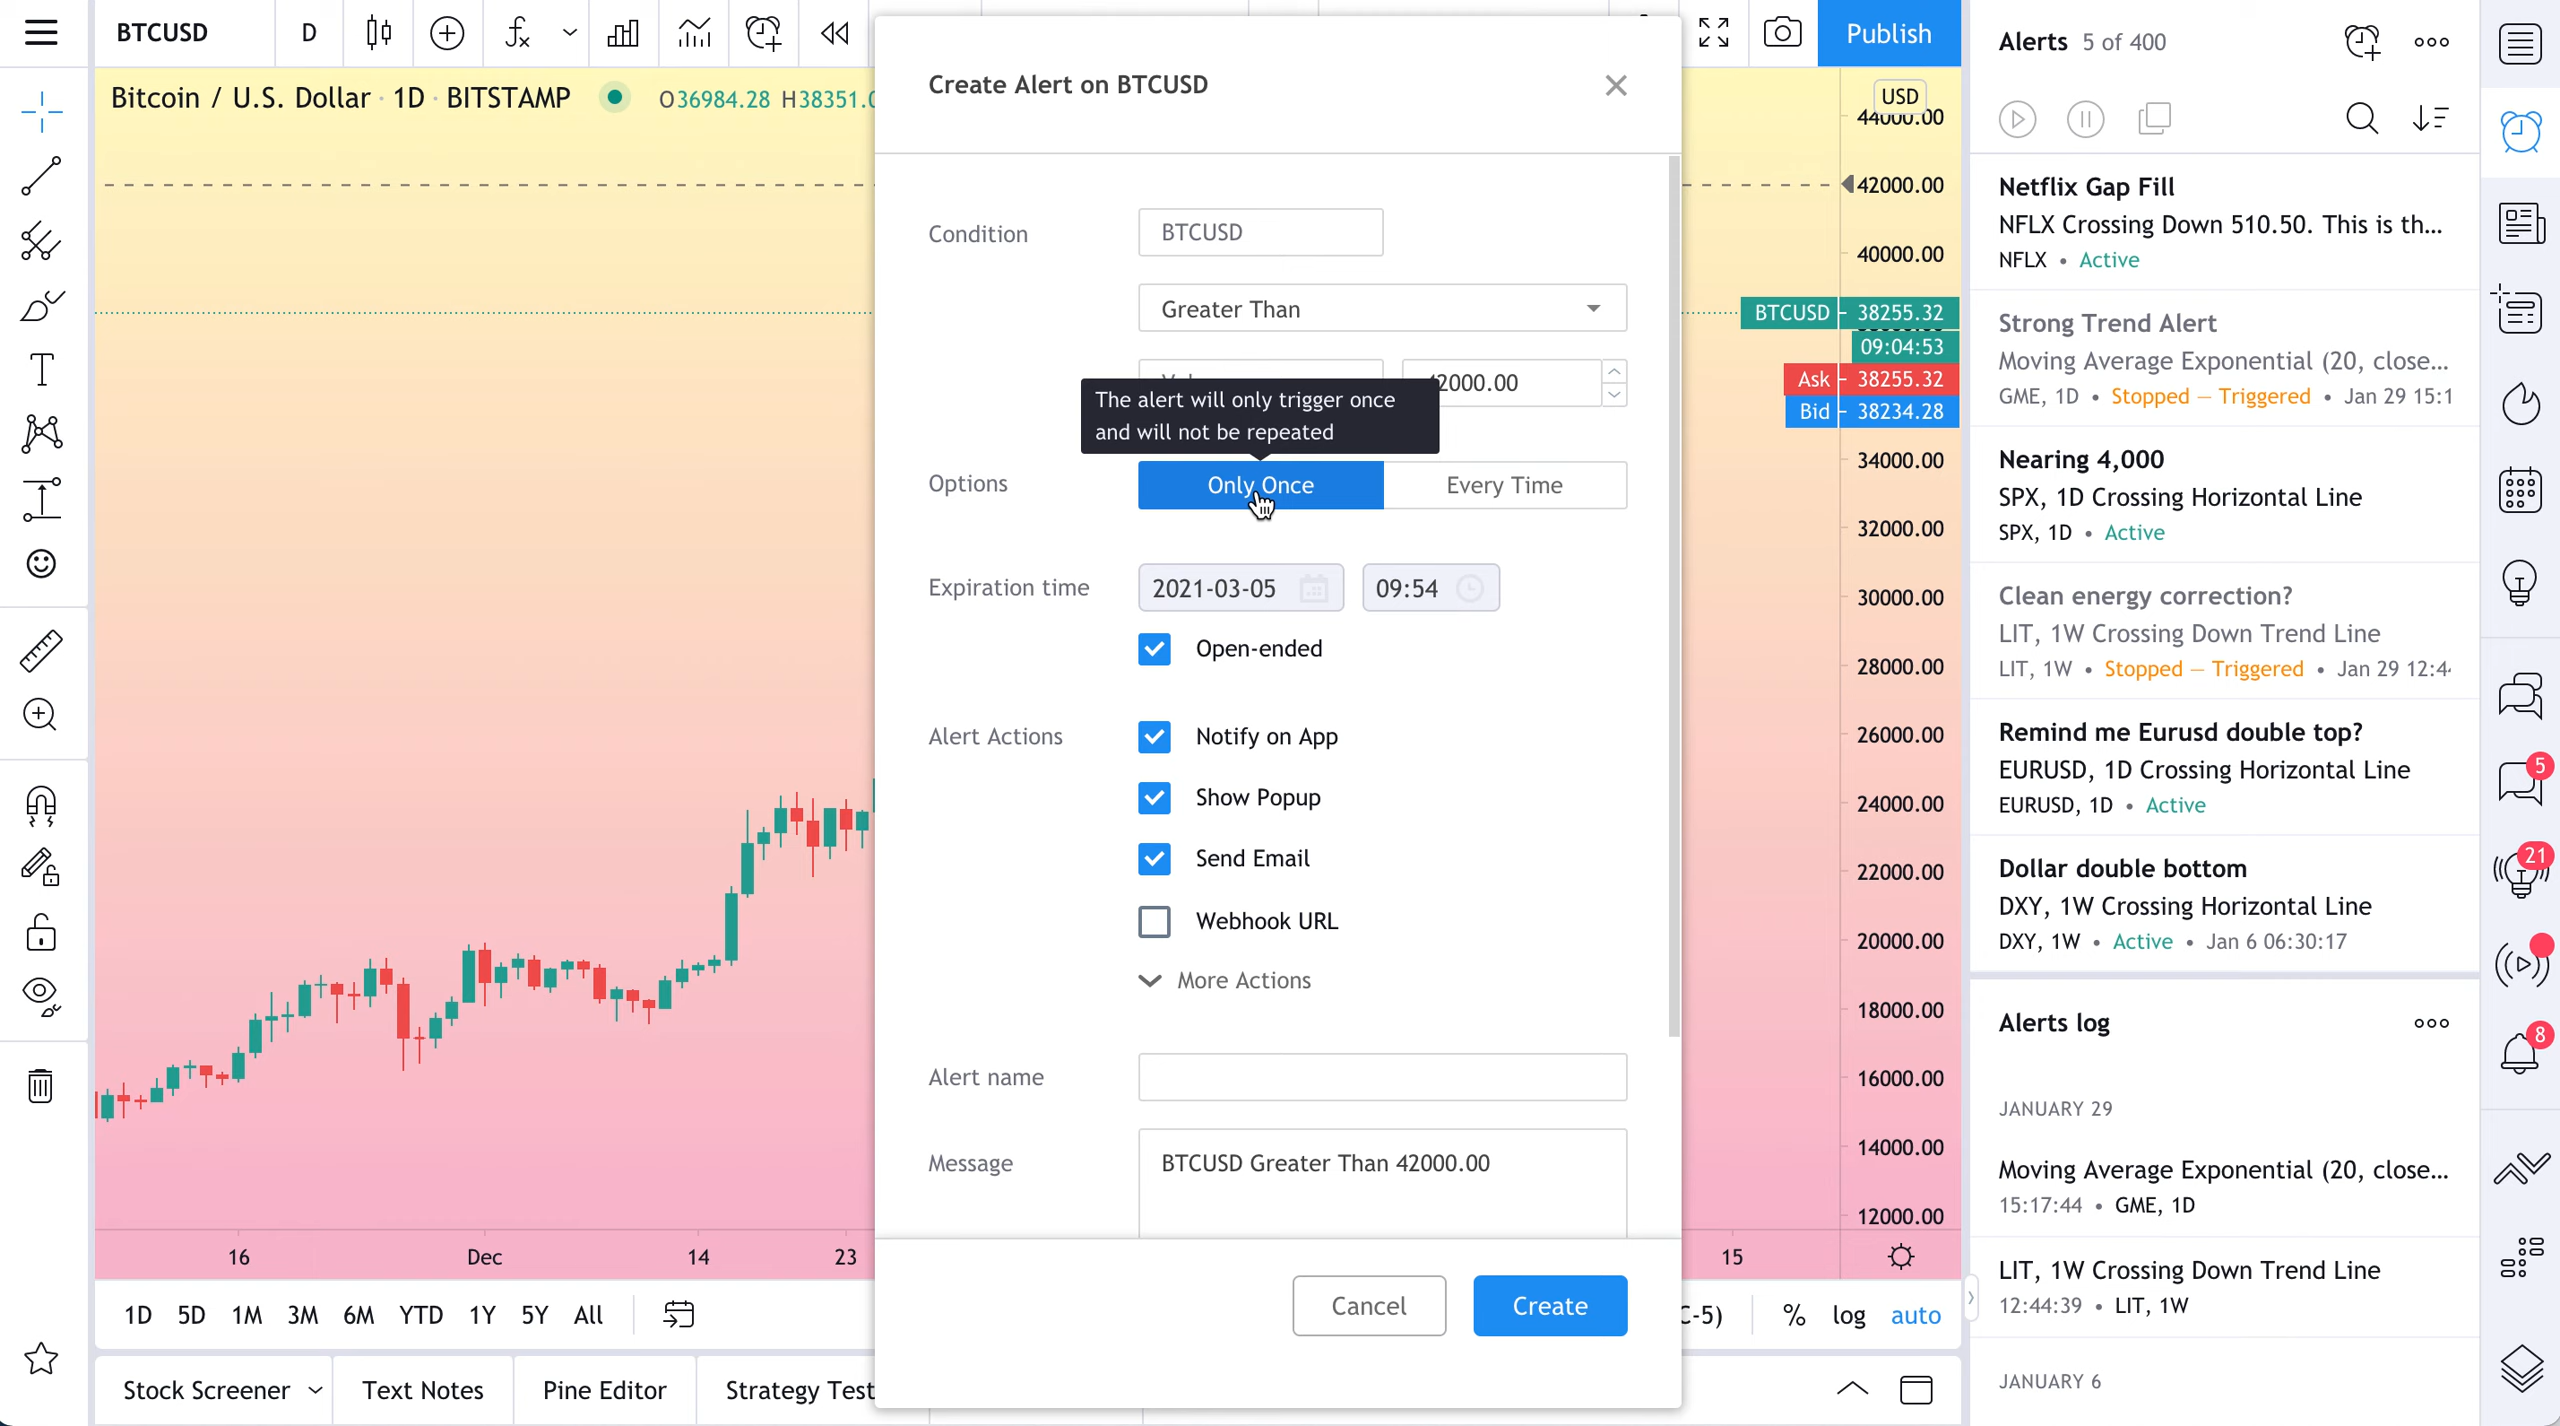 BTCUSD
D
Publish
Bitcoin / U.S. Dollar · 1D · BITSTAMP
O36984.28 H38351.0
USD
44000.00
42000.00
40000.00
BTCUSD 38255.32
09:04:53
Ask 38255.32
Bid 38234.28
34000.00
32000.00
30000.00
28000.00
26000.00
24000.00
22000.00
20000.00
18000.00
16000.00
14000.00
12000.00
16 Dec 14 23 15
1D 5D 1M 3M 6M YTD 1Y 5Y All
C-5) % log auto
Stock Screener Text Notes Pine Editor Strategy Test
Create Alert on BTCUSD
Condition BTCUSD
Greater Than
2000.00
The alert will only trigger once
and will not be repeated
Options Only Once Every Time
Expiration time 2021-03-05 09:54
Open-ended
Alert Actions Notify on App
Show Popup
Send Email
Webhook URL
More Actions
Alert name
Message BTCUSD Greater Than 42000.00
Cancel Create
Alerts 5 of 400
Netflix Gap Fill
NFLX Crossing Down 510.50. This is th...
NFLX • Active
Strong Trend Alert
Moving Average Exponential (20, close...
GME, 1D • Stopped — Triggered • Jan 29 15:1
Nearing 4,000
SPX, 1D Crossing Horizontal Line
SPX, 1D • Active
Clean energy correction?
LIT, 1W Crossing Down Trend Line
LIT, 1W • Stopped — Triggered • Jan 29 12:4
Remind me Eurusd double top?
EURUSD, 1D Crossing Horizontal Line
EURUSD, 1D • Active
Dollar double bottom
DXY, 1W Crossing Horizontal Line
DXY, 1W • Active • Jan 6 06:30:17
Alerts log
JANUARY 29
Moving Average Exponential (20, close...
15:17:44 • GME, 1D
LIT, 1W Crossing Down Trend Line
12:44:39 • LIT, 1W
JANUARY 6
5
21
8